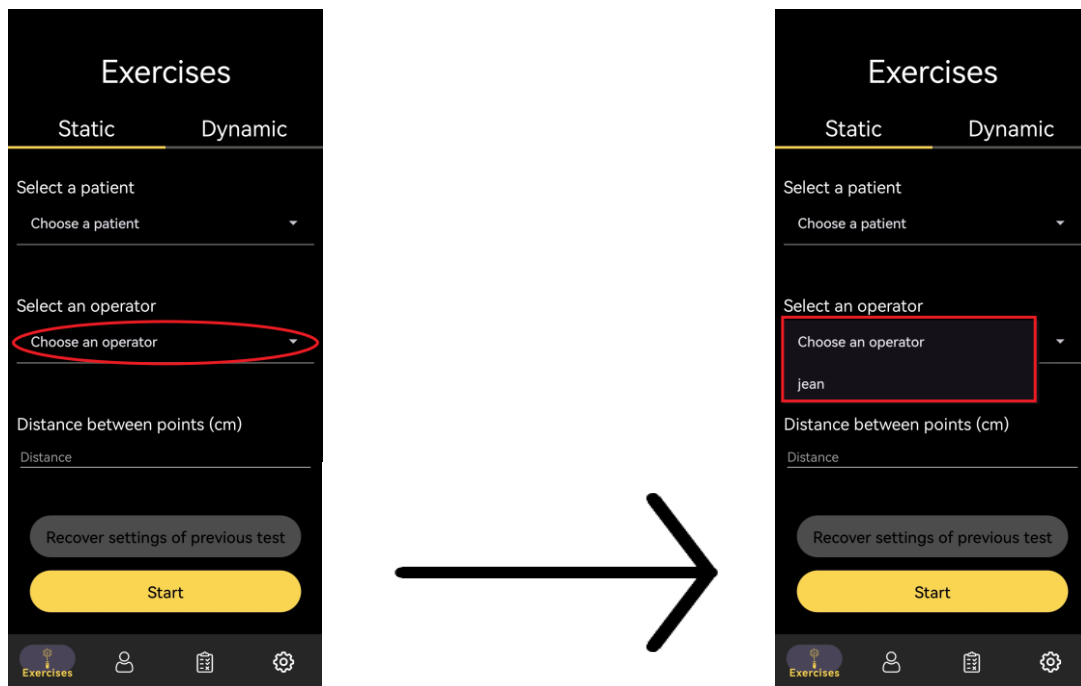 Exercises
Static Dynamic
Select a patient
Choose a patient
Select an operator
Choose an operator
Distance between points (cm)
Distance
Recover settings of previous test
Start
Exercises
Exercises
Static Dynamic
Select a patient
Choose a patient
Select an operator
Choose an operator
jean
Distance between points (cm)
Distance
Recover settings of previous test
Start
Exercises